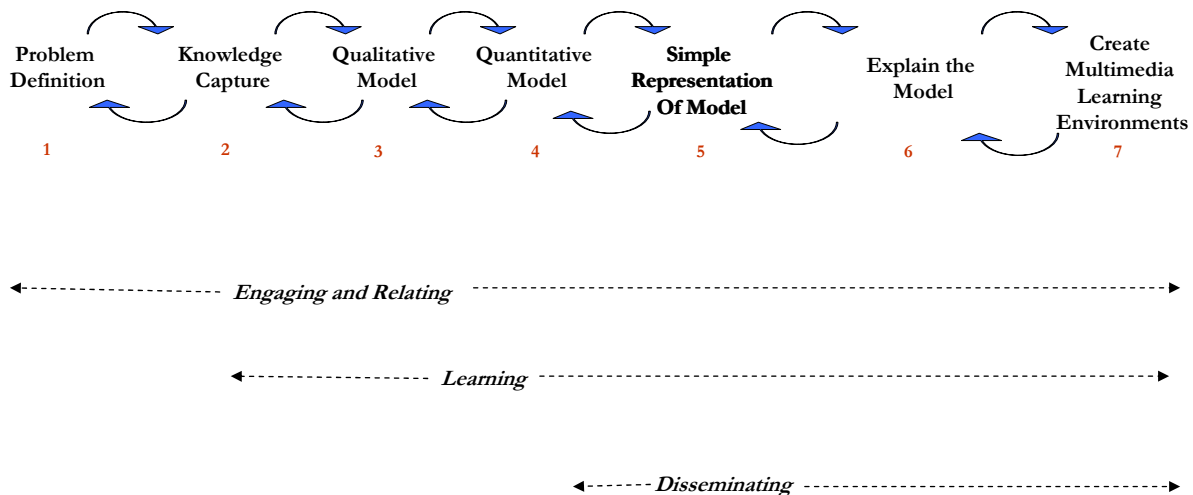 Problem
Definition
1
Knowledge
Capture
2
Qualitative
Model
3
Quantitative
Model
4
Simple
Representation
Of Model
5
Explain the
Model
6
Create
Multimedia
Learning
Environments
7
Engaging and Relating
Learning
Disseminating